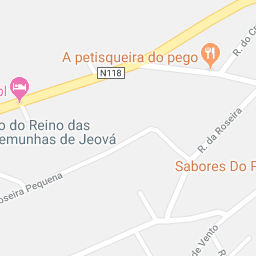 A petisqueira do pego
R. do C
N118
ol
o do Reino das
emunhas de Jeová
R. da Roseira
Sabores Do P
oseira Pequena
de Vento